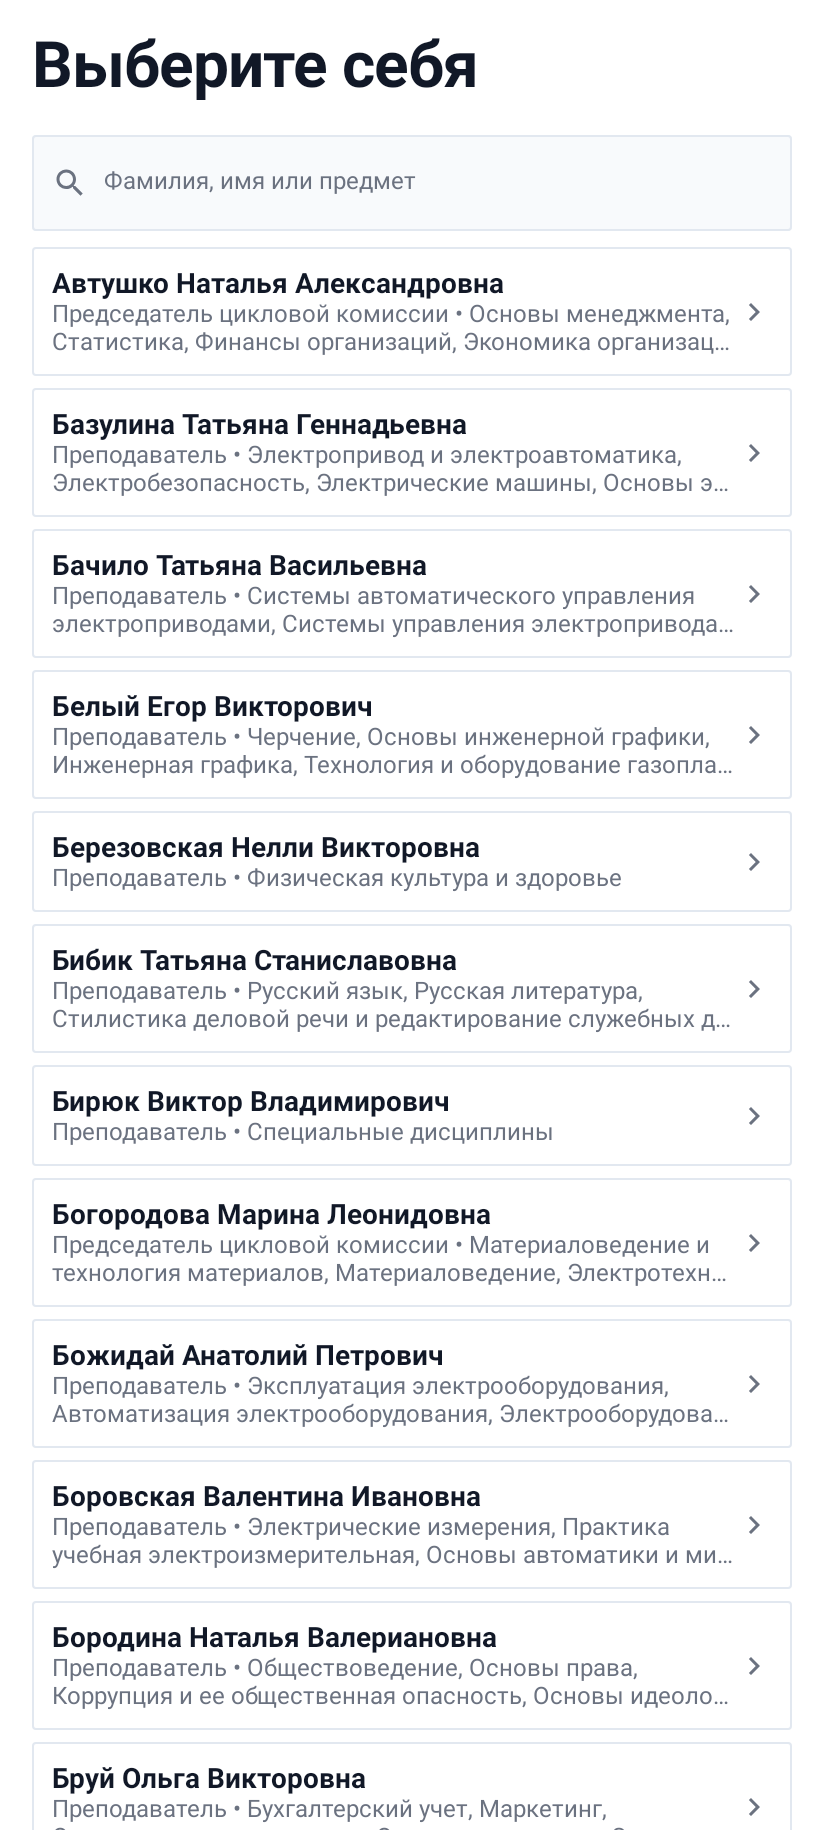 Выберите себя
Фамилия, имя или предмет
Автушко Наталья Александровна
Председатель цикловой комиссии • Основы менеджмента,
Статистика, Финансы организаций, Экономика организац...
Базулина Татьяна Геннадьевна
Преподаватель • Электропривод и электроавтоматика,
Электробезопасность, Электрические машины, Основы э...
Бачило Татьяна Васильевна
Преподаватель • Системы автоматического управления
электроприводами, Системы управления электропривода...
Белый Егор Викторович
Преподаватель • Черчение, Основы инженерной графики,
Инженерная графика, Технология и оборудование газопла...
Березовская Нелли Викторовна
Преподаватель • Физическая культура и здоровье
Бибик Татьяна Станиславовна
Преподаватель • Русский язык, Русская литература,
Стилистика деловой речи и редактирование служебных д...
Бирюк Виктор Владимирович
Преподаватель • Специальные дисциплины
Богородова Марина Леонидовна
Председатель цикловой комиссии • Материаловедение и
технология материалов, Материаловедение, Электротехн...
Божидай Анатолий Петрович
Преподаватель • Эксплуатация электрооборудования,
Автоматизация электрооборудования, Электрооборудова...
Боровская Валентина Ивановна
Преподаватель • Электрические измерения, Практика
учебная электроизмерительная, Основы автоматики и ми...
Бородина Наталья Валериановна
Преподаватель • Обществоведение, Основы права,
Коррупция и ее общественная опасность, Основы идеоло...
Бруй Ольга Викторовна
Преподаватель • Бухгалтерский учет, Маркетинг,